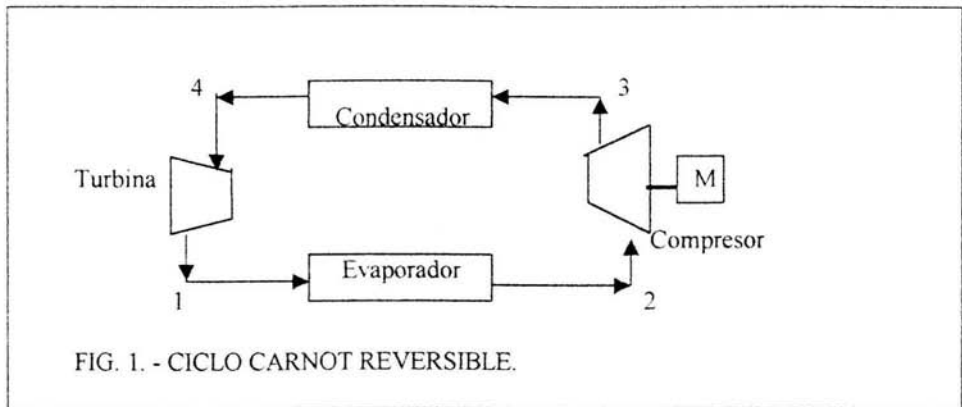 4
3
Condensador
Turbina
M
Compresor
Evaporador
1
2
FIG. 1. - CICLO CARNOT REVERSIBLE.